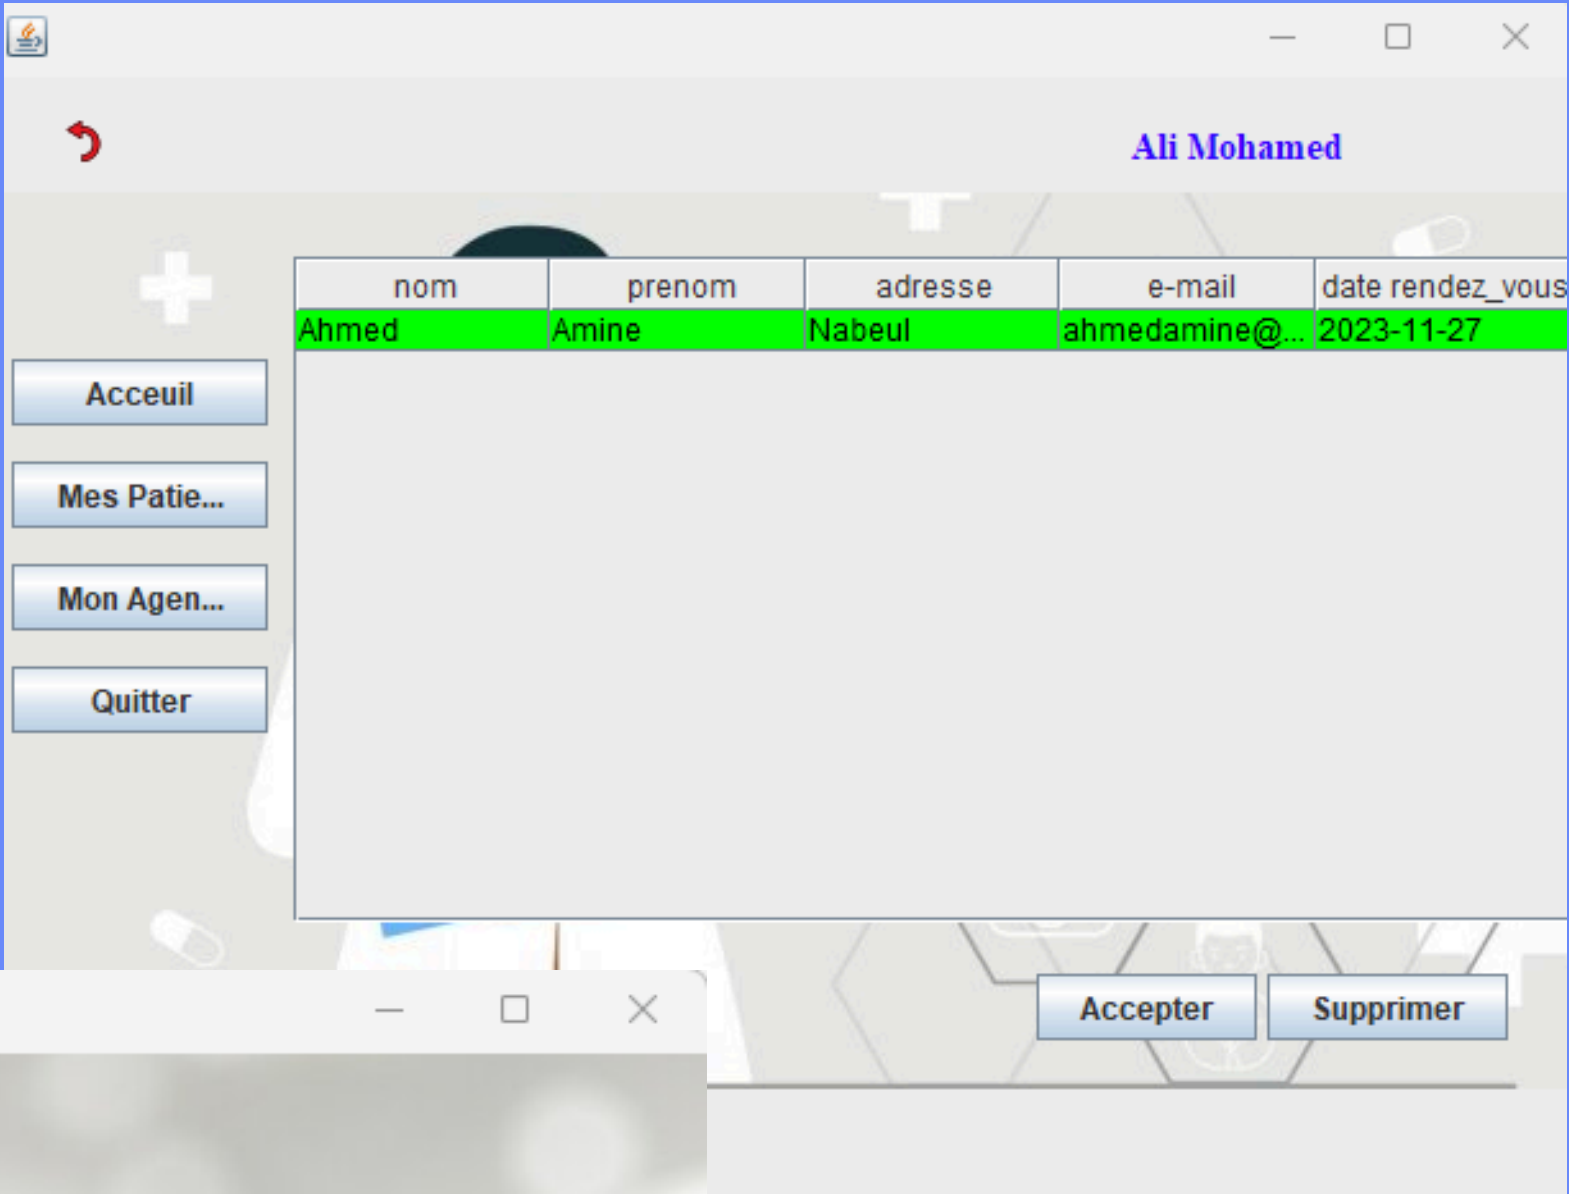 Ali Mohamed
nom prenom adresse e-mail date rendez_vous
Ahmed Amine Nabeul ahmedamine@... 2023-11-27
Acceuil
Mes Patie...
Mon Agen...
Quitter
Accepter Supprimer